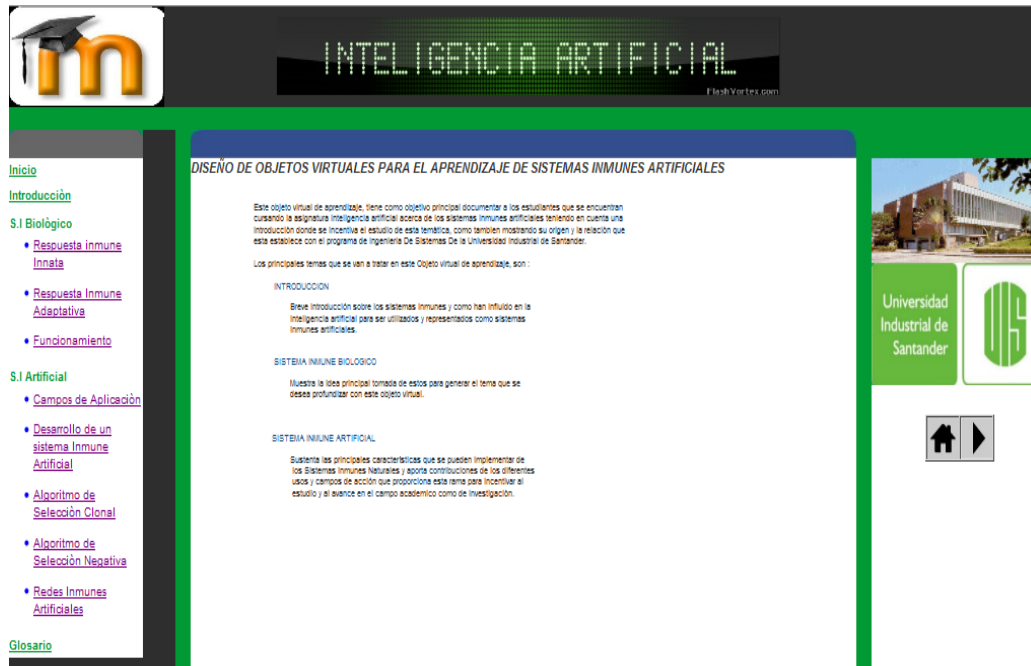 m
INTELIGENCIA ARTIFICIAL
FlashVortex.com
Inicio
Introducciòn
S.I Biològico
Respuesta inmune
Innata
Respuesta Inmune
Adaptativa
Funcionamiento
S.I Artificial
Campos de Aplicaciòn
Desarrollo de un
sistema Inmune
Artificial
Algoritmo de
Selecciòn Clonal
Algoritmo de
Selecciòn Negativa
Redes Inmunes
Artificiales
Glosario
DISEÑO DE OBJETOS VIRTUALES PARA EL APRENDIZAJE DE SISTEMAS INMUNES ARTIFICIALES
Este objeto virtual de aprendizaje, tiene como objetivo principal documentar a los estudiantes que se encuentran
cursando la asignatura inteligencia artificial acerca de los sistemas inmunes artificiales teniendo en cuenta una
introducción donde se incentiva el estudio de esta temática, como tambien mostrando su origen y la relación que
esta establece con el programa de Ingenieria De Sistemas De la Universidad Industrial de Santander.
Los principales temas que se van a tratar en este Objeto virtual de aprendizaje, son :
INTRODUCCION
Breve Introducción sobre los sistemas inmunes y como han influido en la
inteligencia artificial para ser utilizados y representados como sistemas
inmunes artificiales.
SISTEMA INMUNE BIOLOGICO
Muestra la idea principal tomada de estos para generar el tema que se
desea profundizar con este objeto virtual.
SISTEMA INMUNE ARTIFICIAL
Sustenta las principales características que se pueden implementar de
los Sistemas Inmunes Naturales y aporta contribuciones de los diferentes
usos y campos de acción que proporciona esta rama para incentivar al
estudio y al avance en el campo academico como de investigación.
Universidad
Industrial de
Santander
UIS